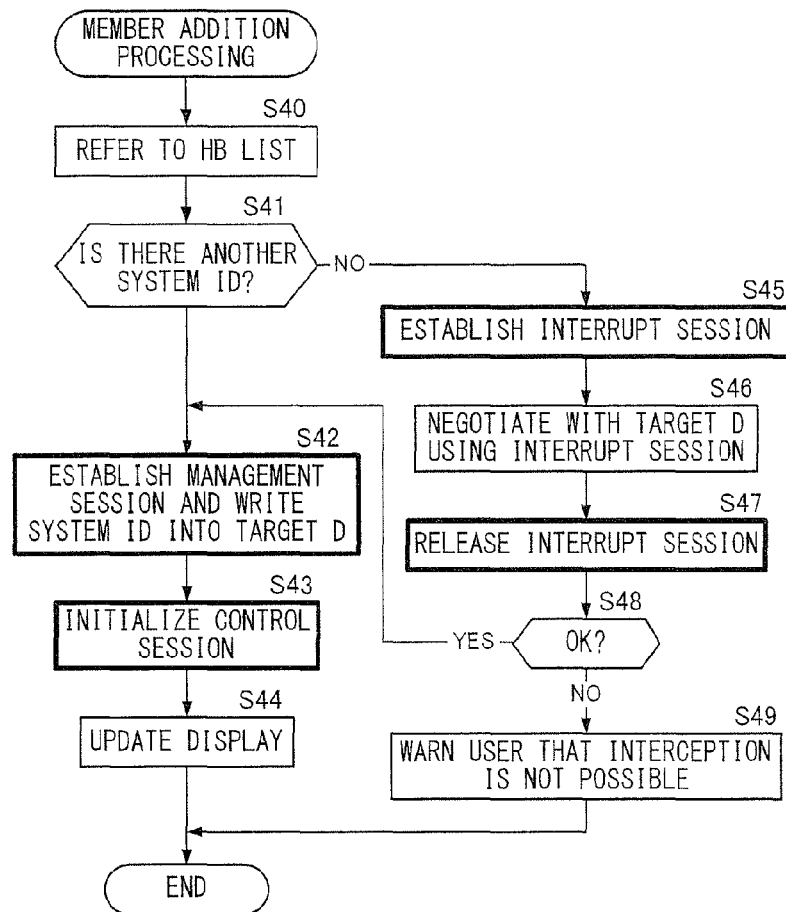 MEMBER ADDITION
PROCESSING
S40
REFER TO HB LIST
S41
IS THERE ANOTHER
SYSTEM ID?
NO
S45
ESTABLISH INTERRUPT SESSION
S46
NEGOTIATE WITH TARGET D
USING INTERRUPT SESSION
S42
ESTABLISH MANAGEMENT
SESSION AND WRITE
SYSTEM ID INTO TARGET D
S47
RELEASE INTERRUPT SESSION
S43
INITIALIZE CONTROL
SESSION
S48
OK?
YES
NO
S44
UPDATE DISPLAY
S49
WARN USER THAT INTERCEPTION
IS NOT POSSIBLE
END